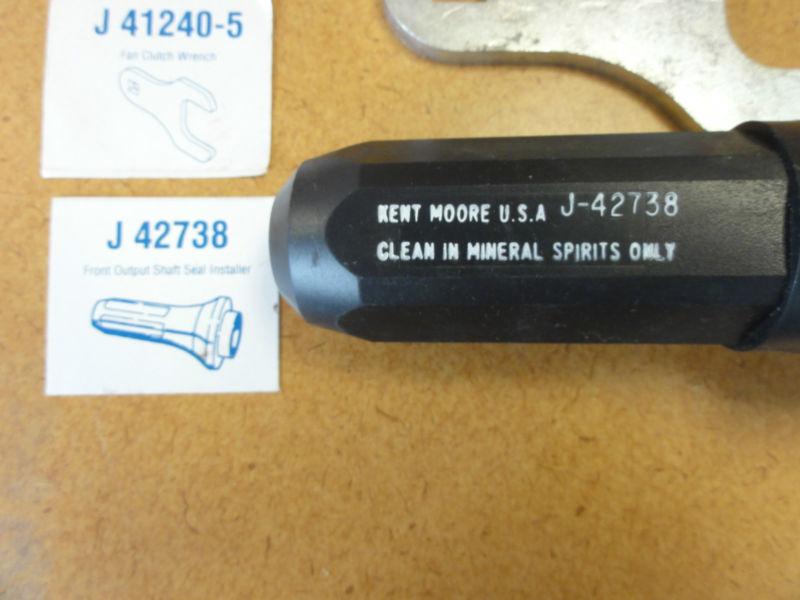 J 41240-5
Fan Clutch Wrench
J 42738
Front Output Shaft Seal Installer
KENT MOORE U.S.A J-42738
CLEAN IN MINERAL SPIRITS ONLY